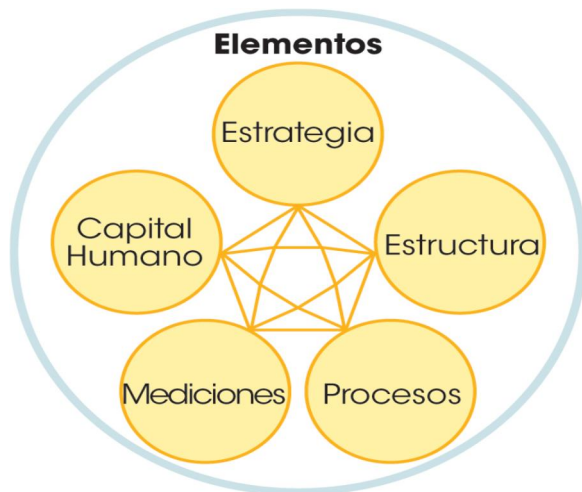 Elementos
Estrategia
Capital
Humano
Estructura
Mediciones
Procesos